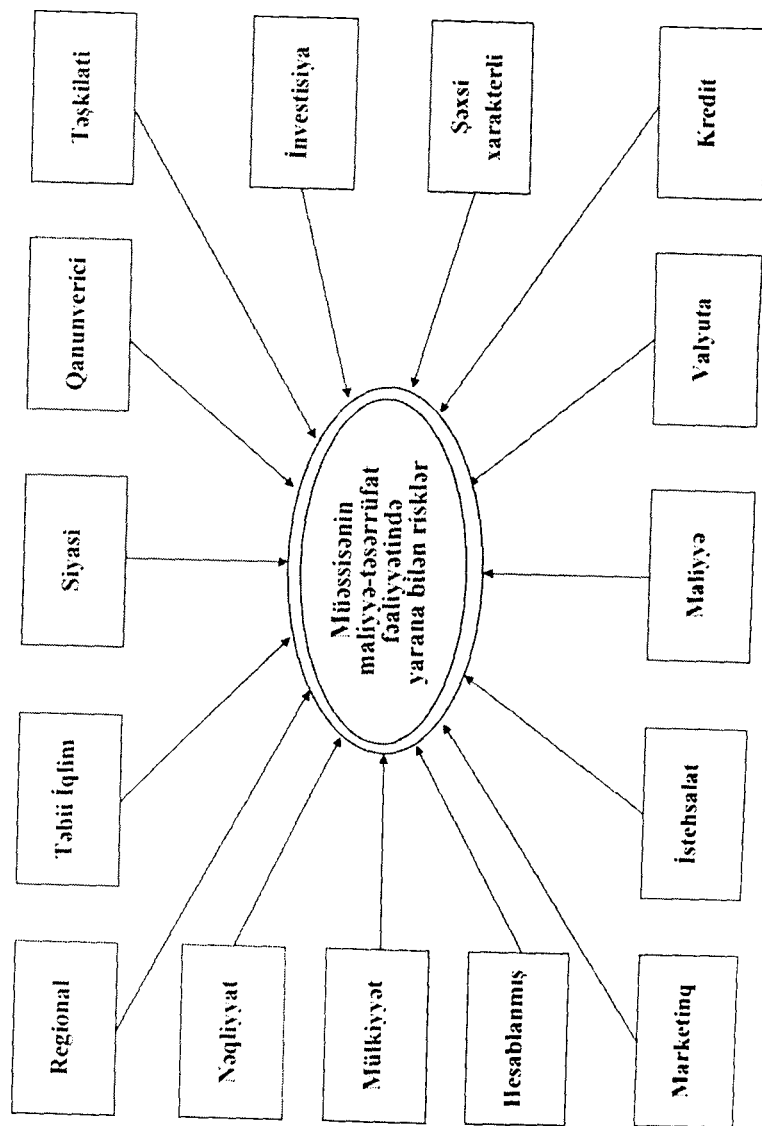 Regional
Təbii İqlim
Siyasi
Qanunverici
Təşkilati
Nəqliyyat
Mülkiyyət
Hesablanmış
Müəssisənin
maliyyə-təsərrüfat
fəaliyyətində
yarana bilən risklər
İnvestisiya
Şəxsi
xarakterli
Marketinq
İstehsalat
Maliyyə
Valyuta
Kredit